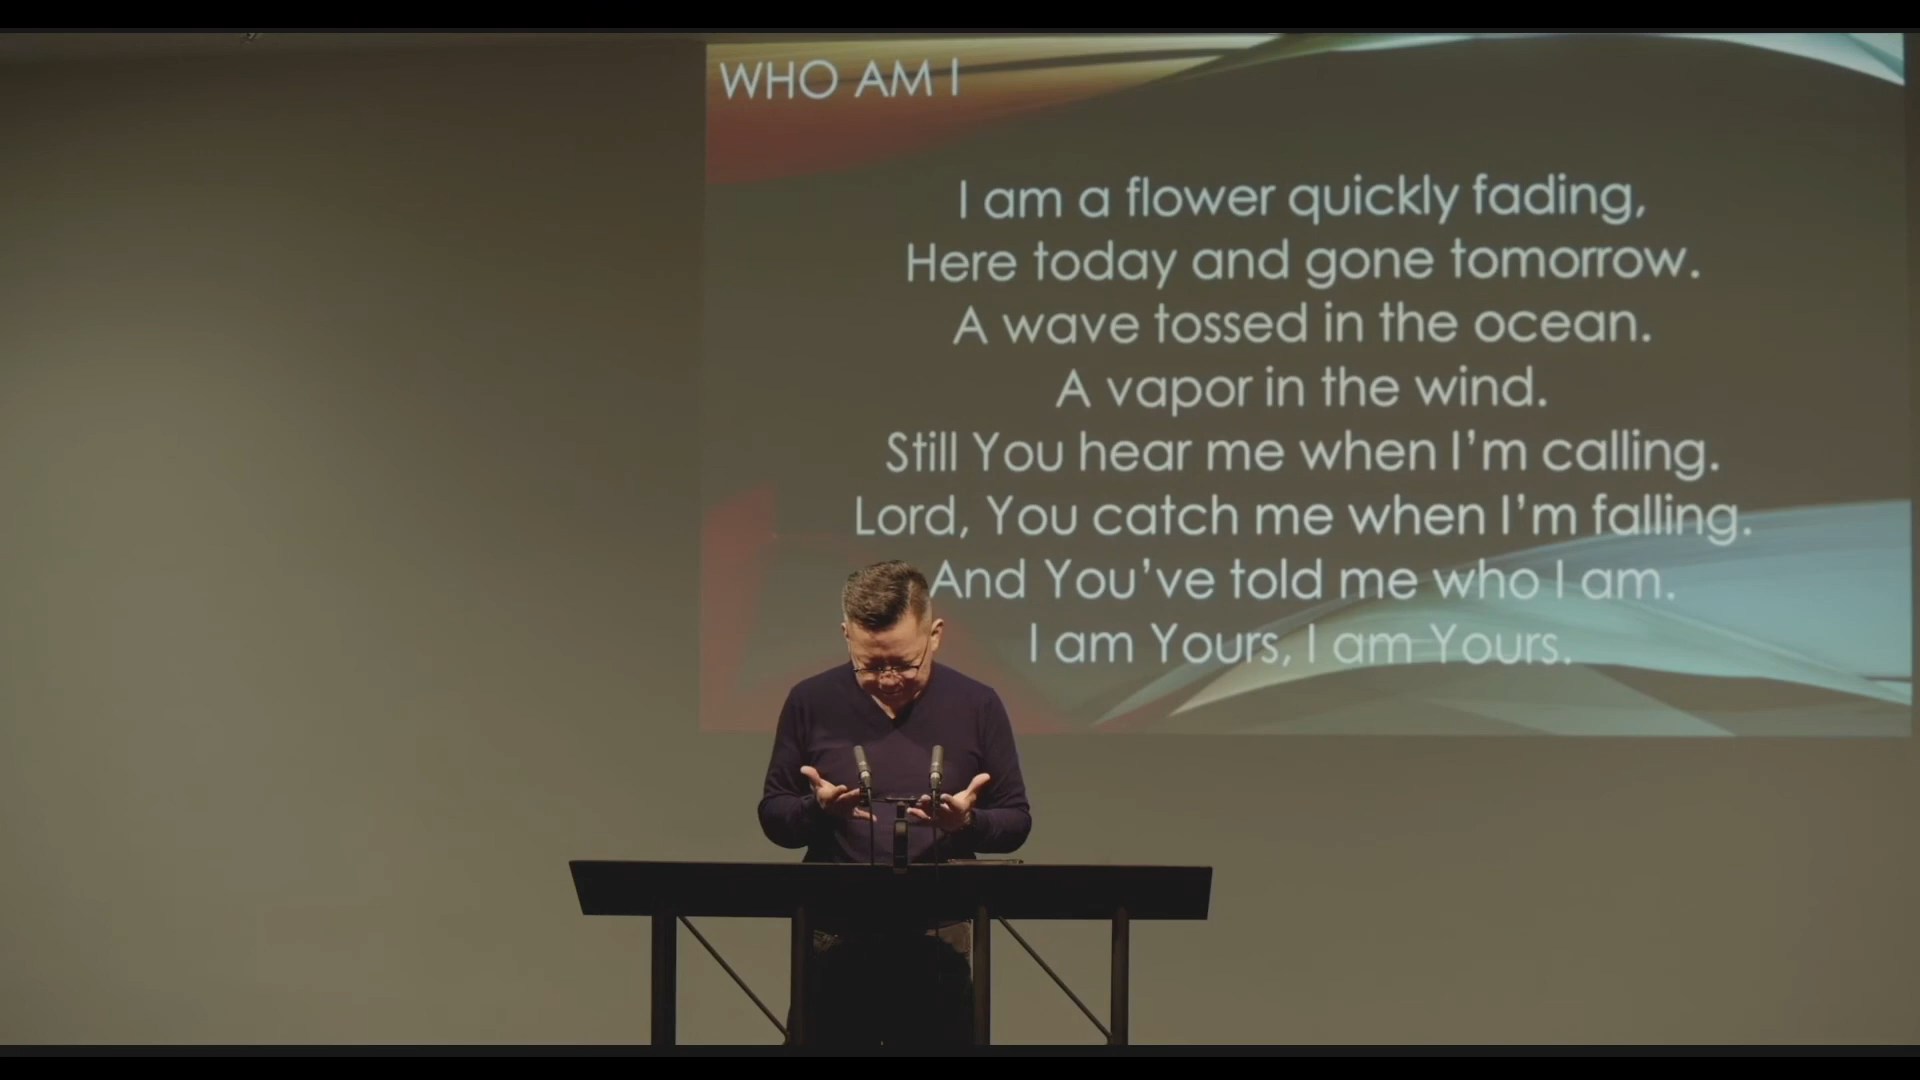 WHO AM I
I am a flower quickly fading,
Here today and gone tomorrow.
A wave tossed in the ocean.
A vapor in the wind.
Still You hear me when I’m calling.
Lord, You catch me when I’m falling.
And You’ve told me who I am.
I am Yours, I am Yours.